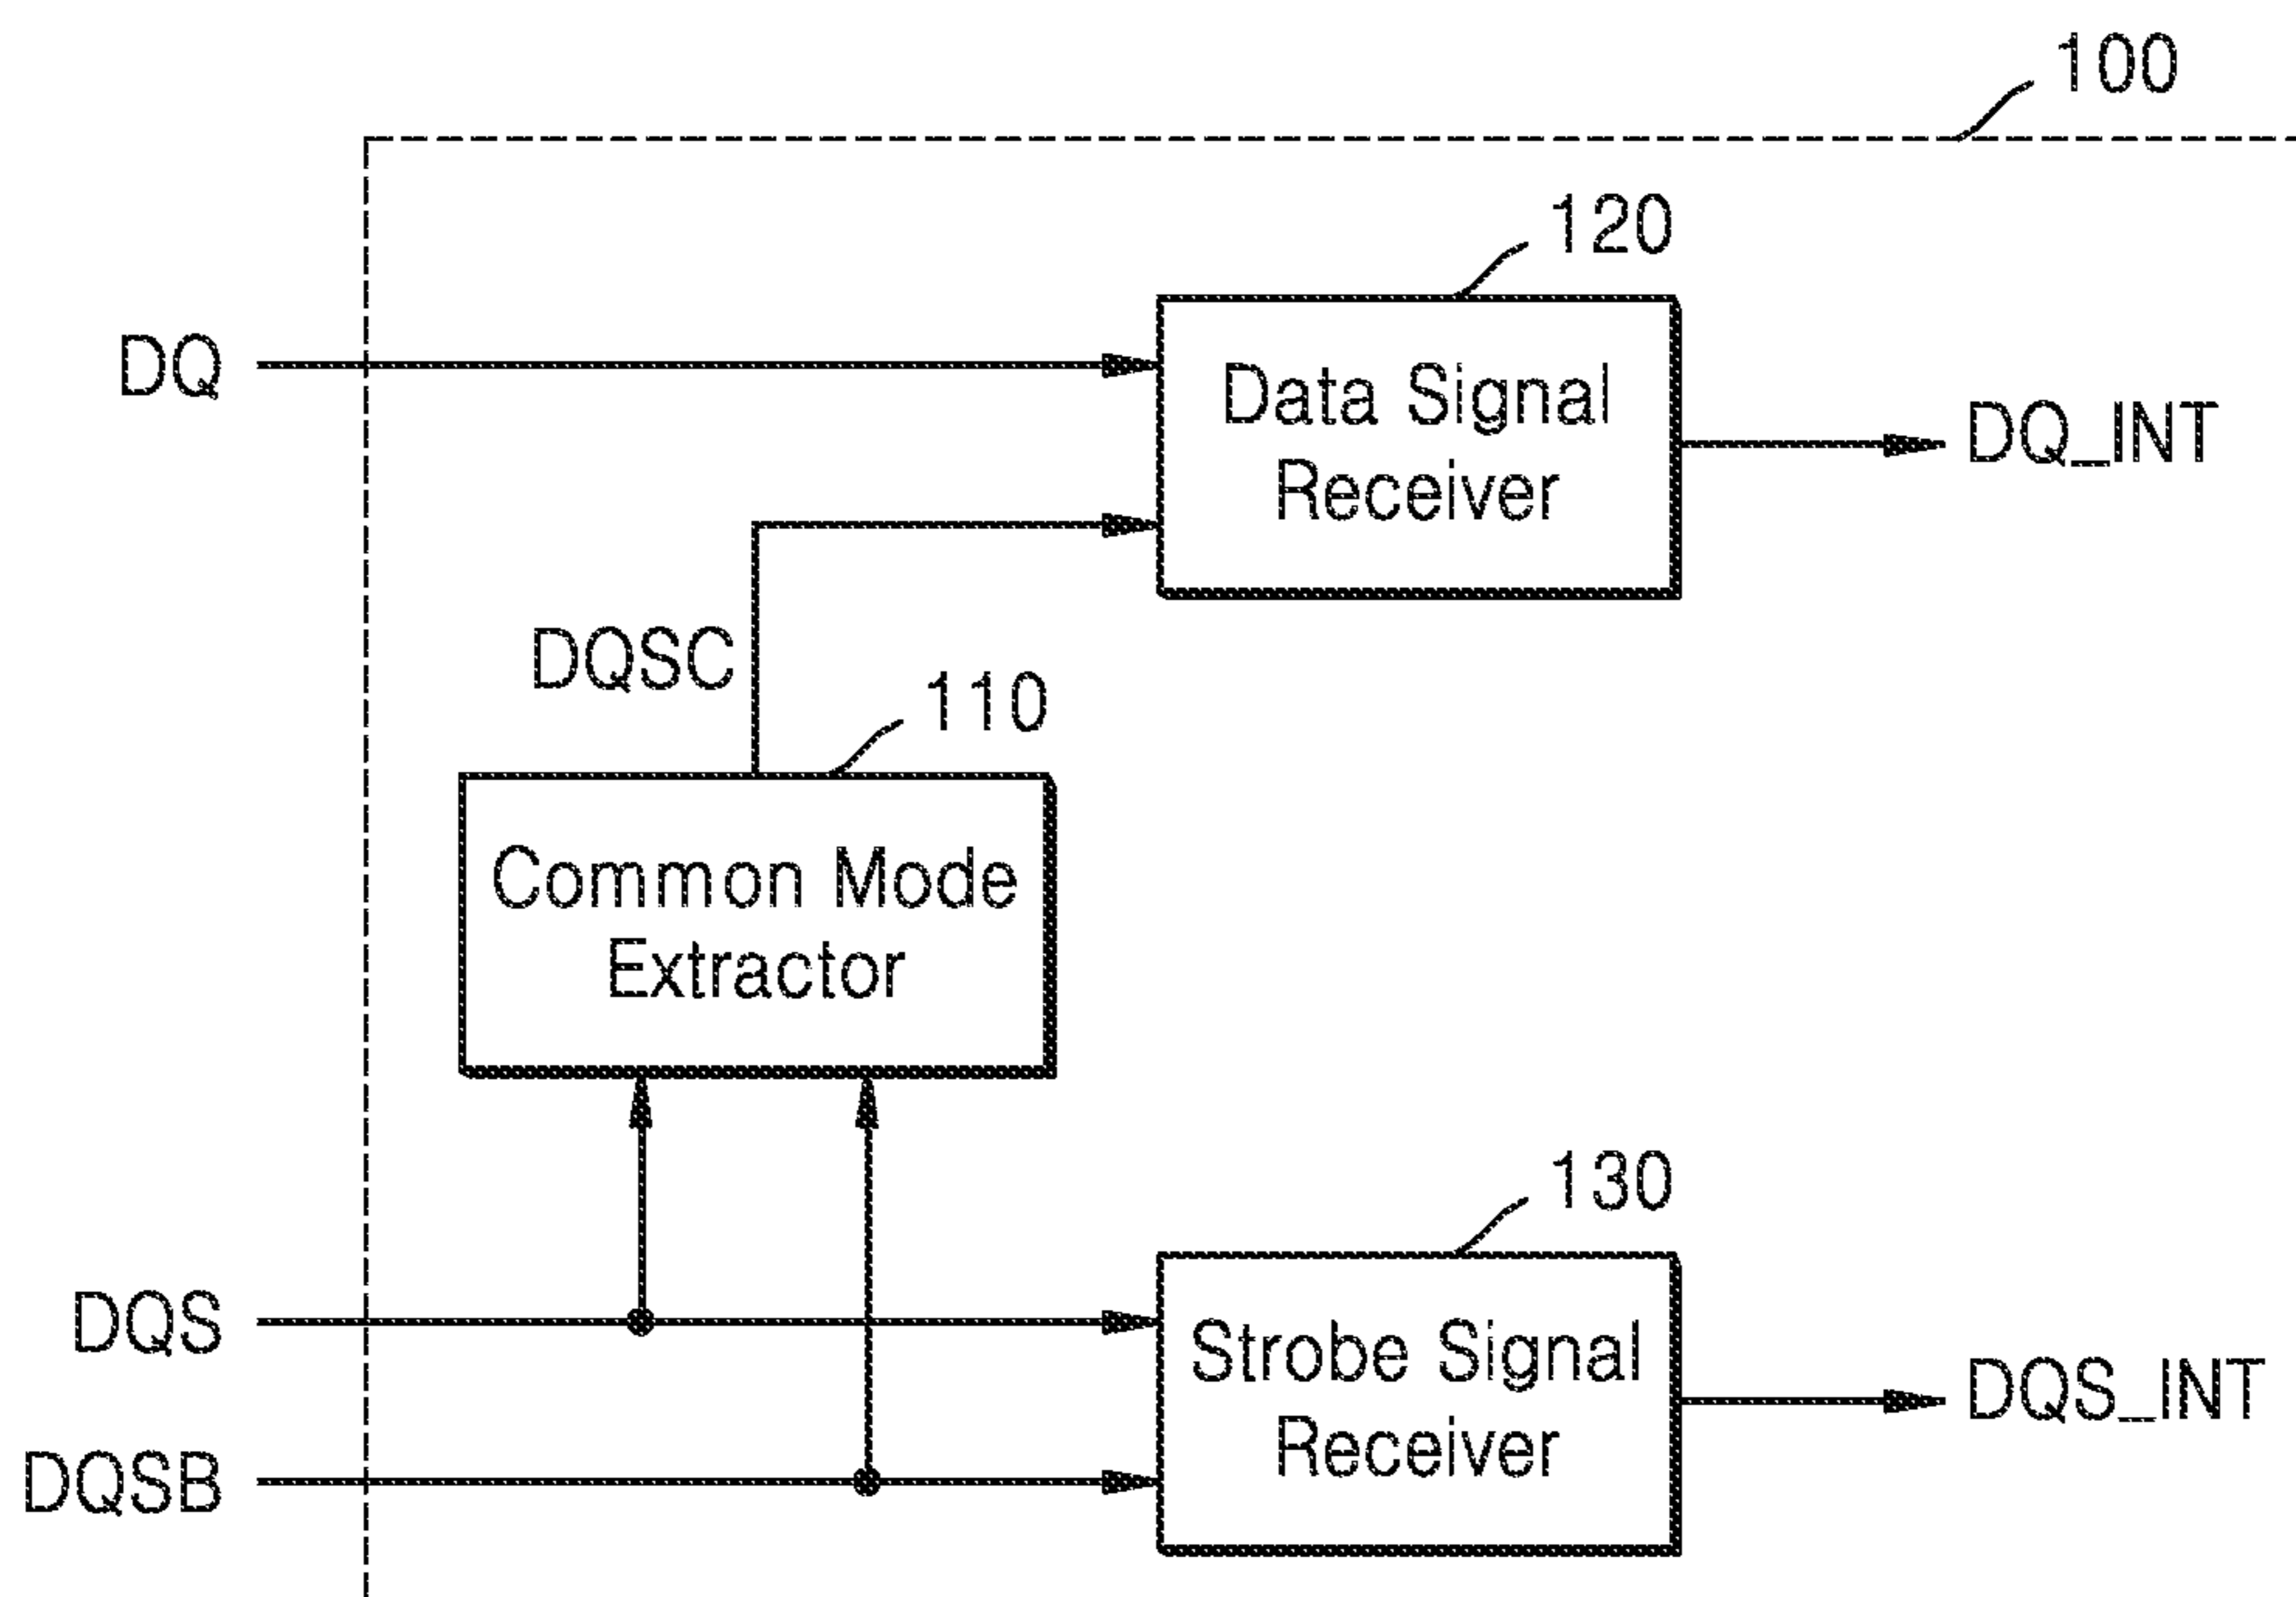 100
120
DQ
Data Signal
Receiver
DQ_INT
DQSC
110
Common Mode
Extractor
130
DQS
Strobe Signal
Receiver
DQS_INT
DQSB